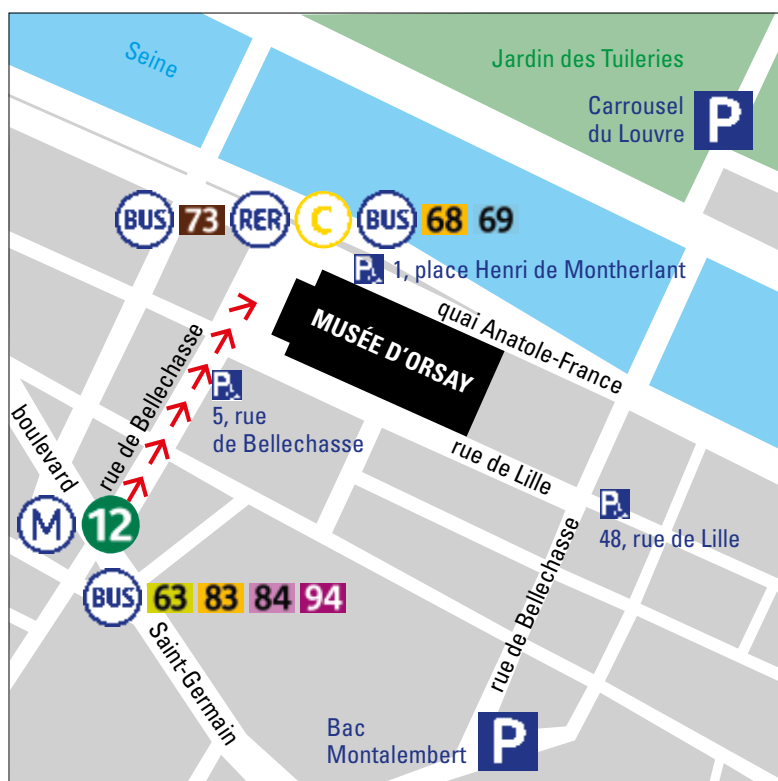 Seine
Jardin des Tuileries
Carrousel
du Louvre
P
BUS 73 RER C BUS 68 69
P 1, place Henri de Montherlant
quai Anatole-France
MUSÉE D'ORSAY
rue de Bellechasse
P
5, rue
de Bellechasse
boulevard
rue de Lille
P
48, rue de Lille
M 12
rue de Bellechasse
BUS 63 83 84 94
Saint-Germain
Bac
Montalembert
P